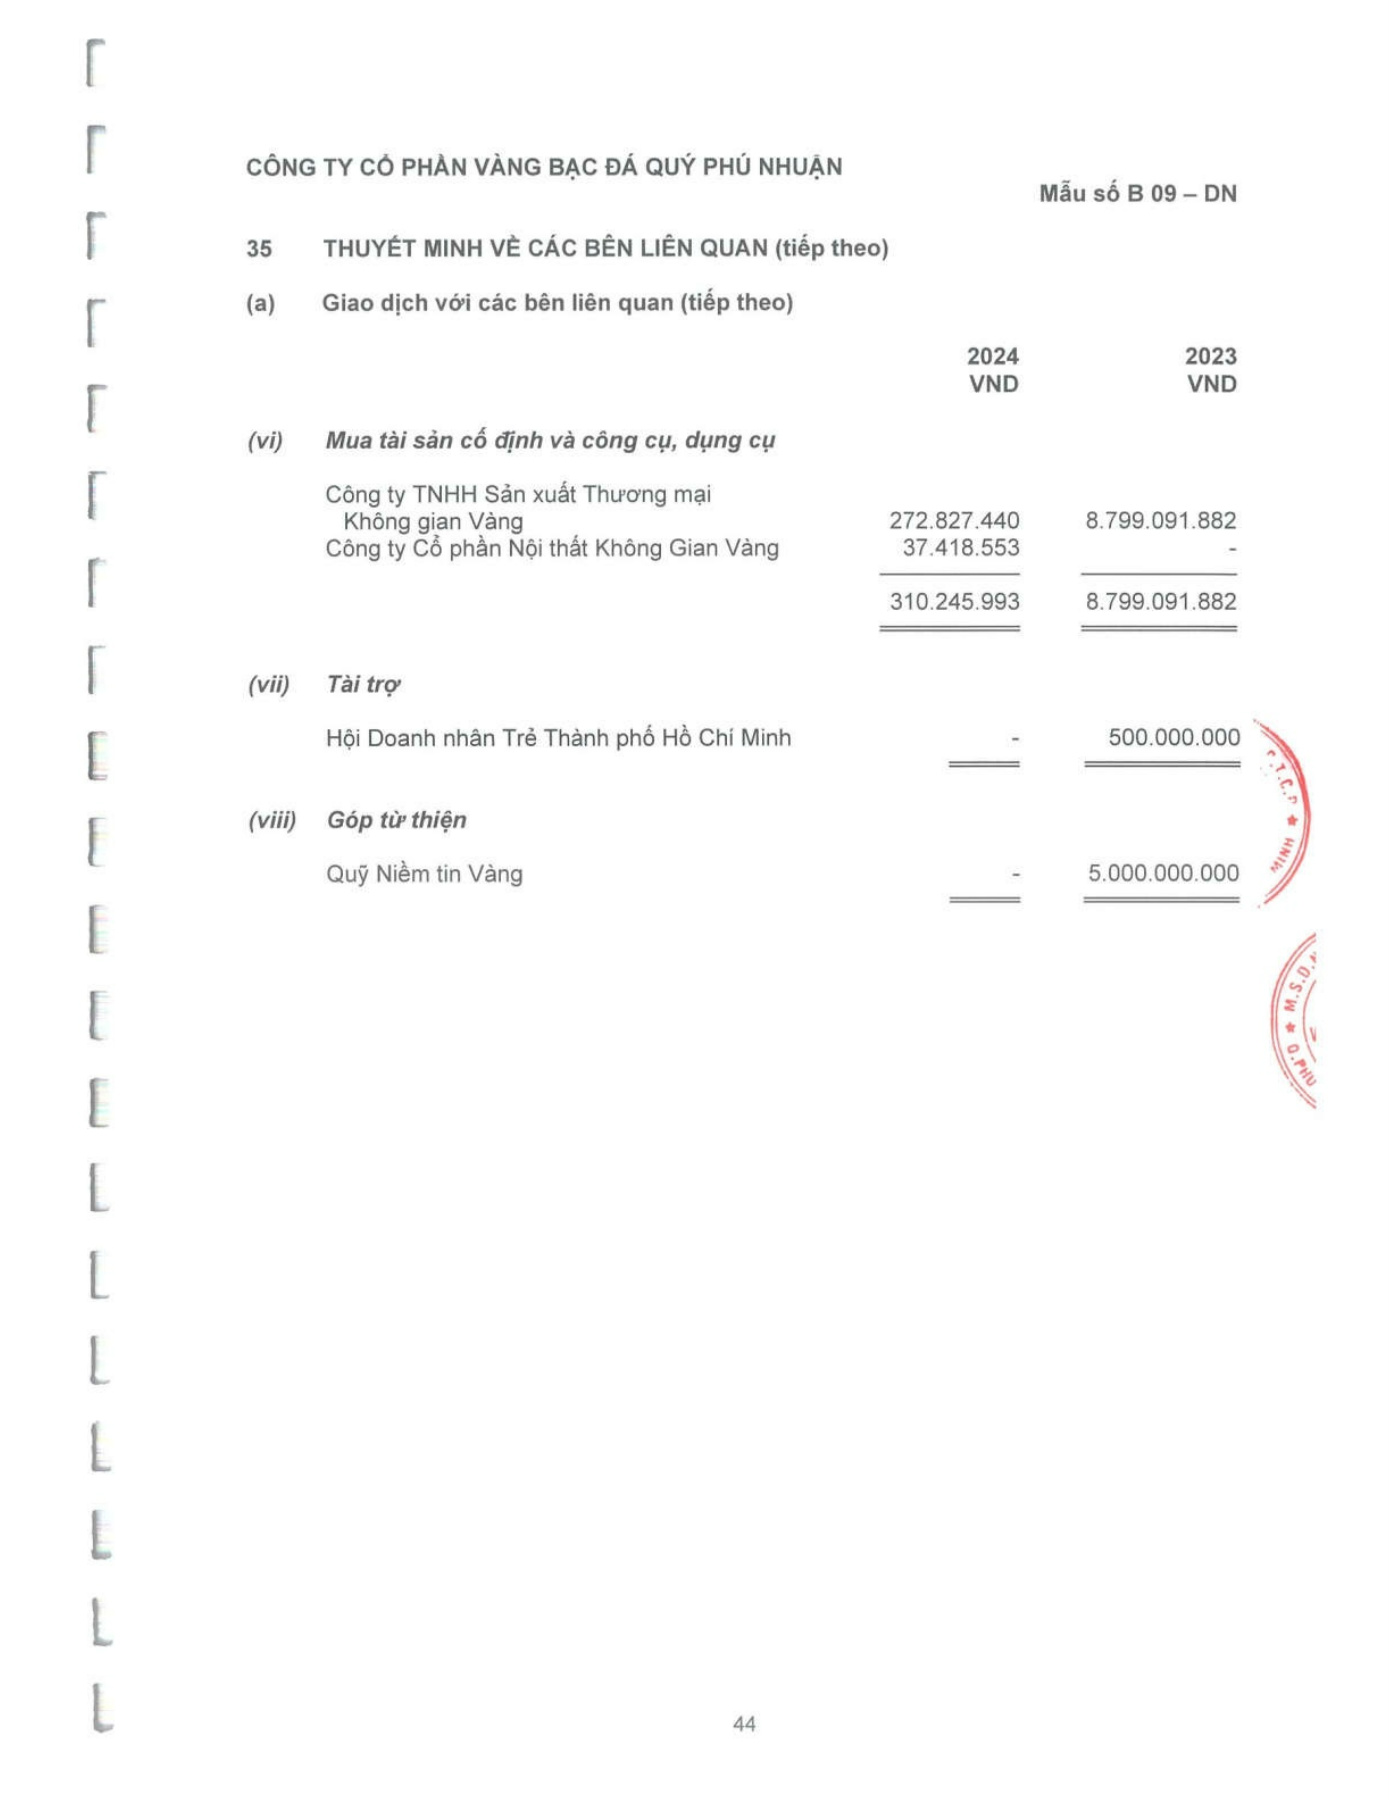 CÔNG TY CỔ PHẦN VÀNG BẠC ĐÁ QUÝ PHÚ NHUẬN
Mẫu số B 09 – DN
35 THUYẾT MINH VỀ CÁC BÊN LIÊN QUAN (tiếp theo)
(a) Giao dịch với các bên liên quan (tiếp theo)
2024 2023
VND VND
(vi) Mua tài sản cố định và công cụ, dụng cụ
Công ty TNHH Sản xuất Thương mại
Không gian Vàng 272.827.440 8.799.091.882
Công ty Cổ phần Nội thất Không Gian Vàng 37.418.553 -
310.245.993 8.799.091.882
(vii) Tài trợ
Hội Doanh nhân Trẻ Thành phố Hồ Chí Minh - 500.000.000
(viii) Góp từ thiện
Quỹ Niềm tin Vàng - 5.000.000.000
.T.C.P ★ MINH
Q.PHÚ ★ M.S.D.N
44